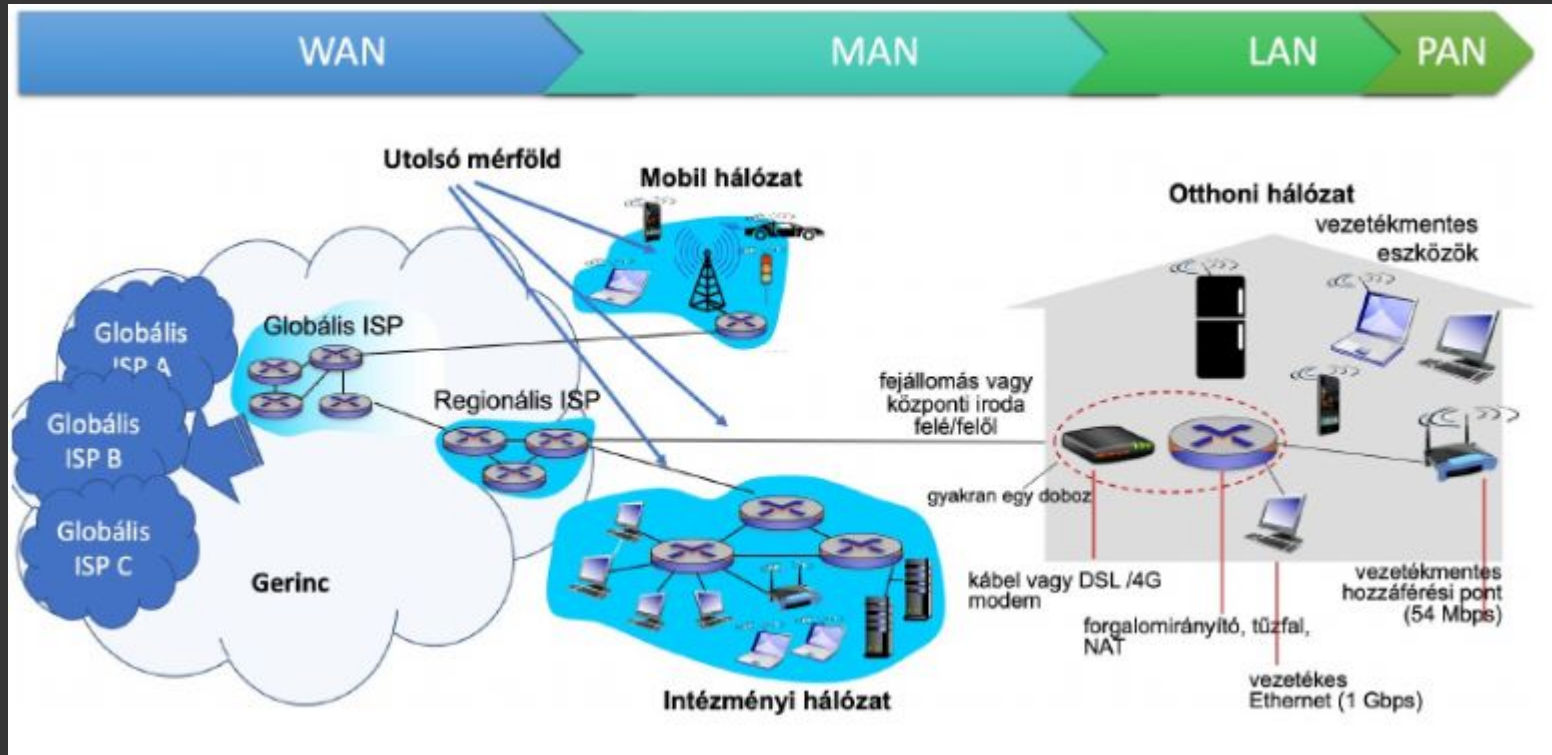 WAN
MAN
LAN
PAN
Utolsó mérföld
Mobil hálózat
Otthoni hálózat
vezetékmentes
eszközök
Globális
ISP A
Globális ISP
Globális
ISP B
Regionális ISP
fejállomás vagy
központi iroda
felé/felől
gyakran egy doboz
Globális
ISP C
Gerinc
kábel vagy DSL /4G
modem
forgalomirányító, tűzfal,
NAT
vezetékmentes
hozzáférési pont
(54 Mbps)
vezetékes
Ethernet (1 Gbps)
Intézményi hálózat